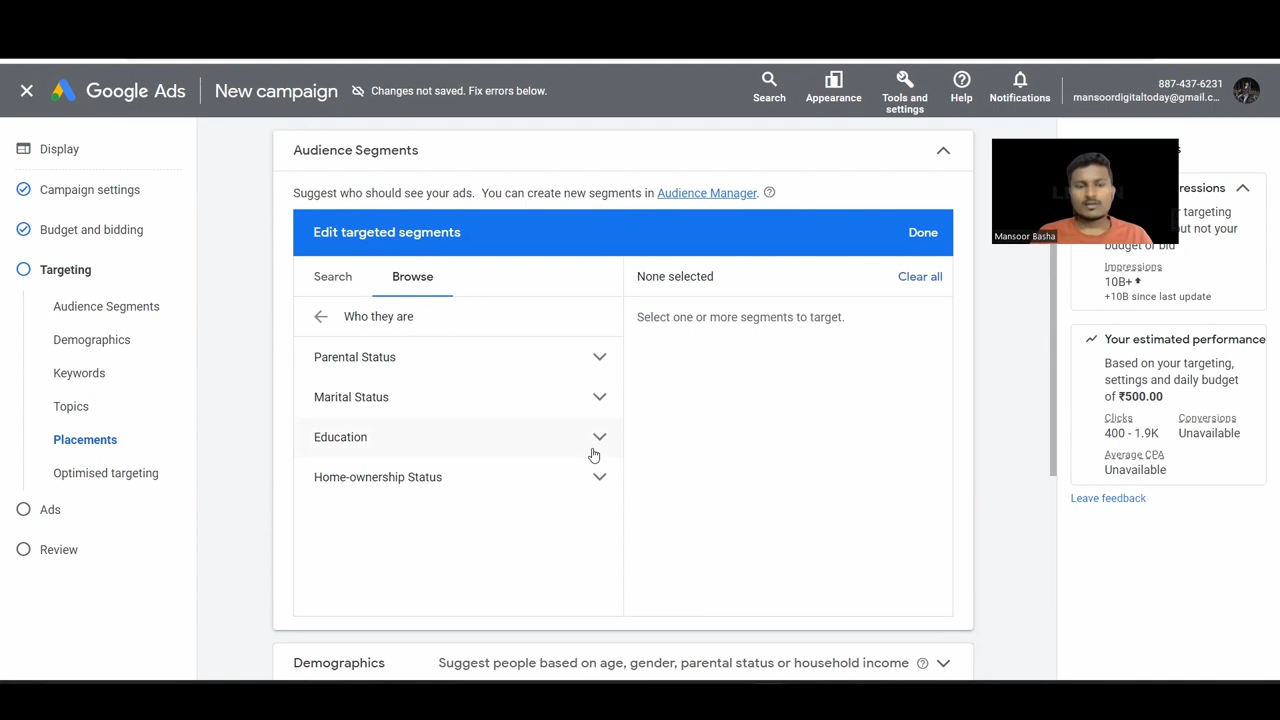 Google Ads
New campaign
Changes not saved. Fix errors below.
Search
Appearance
Tools and
settings
Help
Notifications
887-437-6231
mansoordigitaltoday@gmail.c...
Display
Campaign settings
Budget and bidding
Targeting
Audience Segments
Demographics
Keywords
Topics
Placements
Optimised targeting
Ads
Review
Audience Segments
Suggest who should see your ads. You can create new segments in Audience Manager.
Edit targeted segments
Done
Search
Browse
None selected
Clear all
Who they are
Select one or more segments to target.
Parental Status
Marital Status
Education
Home-ownership Status
Demographics
Suggest people based on age, gender, parental status or household income
Mansoor Basha
targeting
but not your
budget or bid
Impressions
10B+
+10B since last update
Your estimated performance
Based on your targeting,
settings and daily budget
of ₹500.00
Clicks
Conversions
400 - 1.9K
Unavailable
Average CPA
Unavailable
Leave feedback